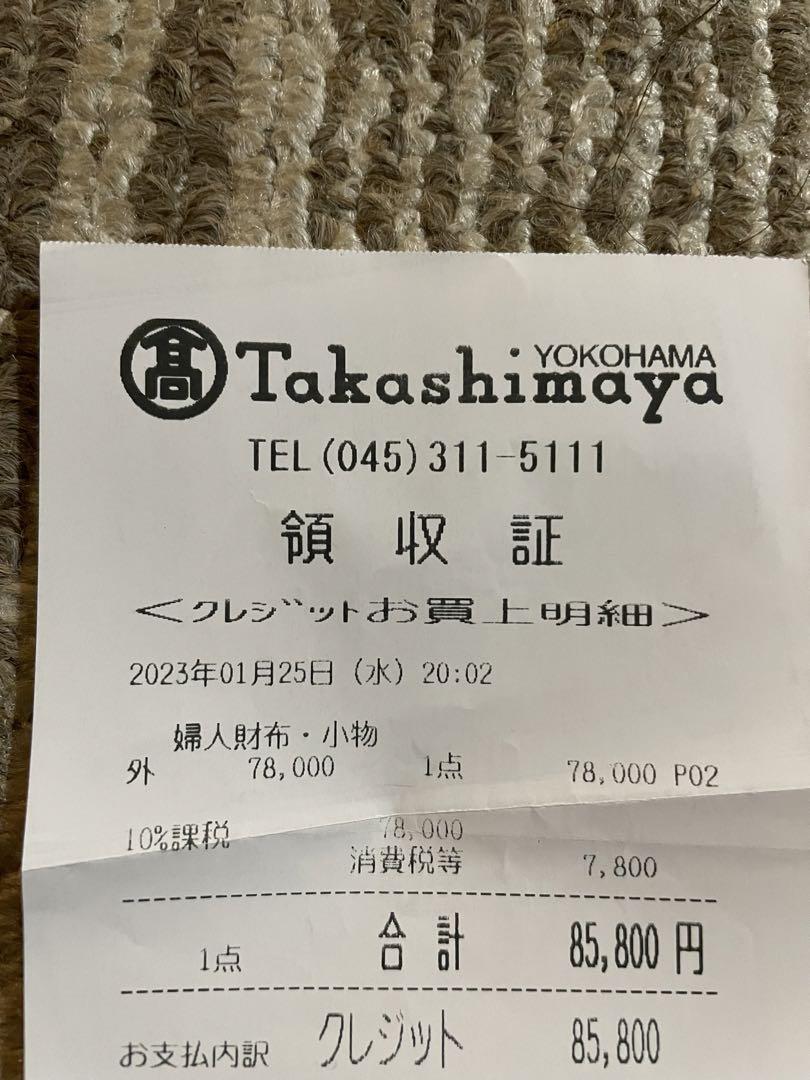 髙 Takashimaya YOKOHAMA
TEL(045)311-5111
領収証
<クレジットお買上明細>
2023年01月25日(水)20:02
婦人財布・小物
外 78,000 1点 78,000 P02
10%課税 78,000
消費税等 7,800
1点 合計 85,800円
お支払内訳 クレジット 85,800